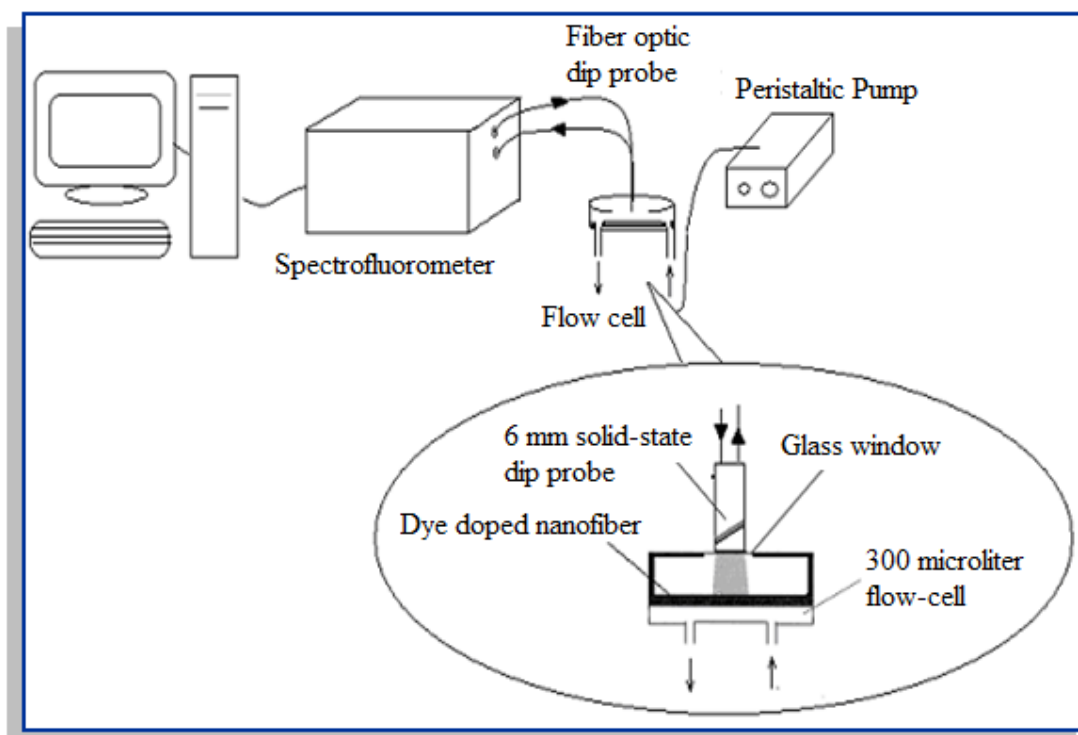 Fiber optic
dip probe
Peristaltic Pump
Spectrofluorometer
Flow cell
6 mm solid-state
dip probe
Glass window
Dye doped nanofiber
300 microliter
flow-cell